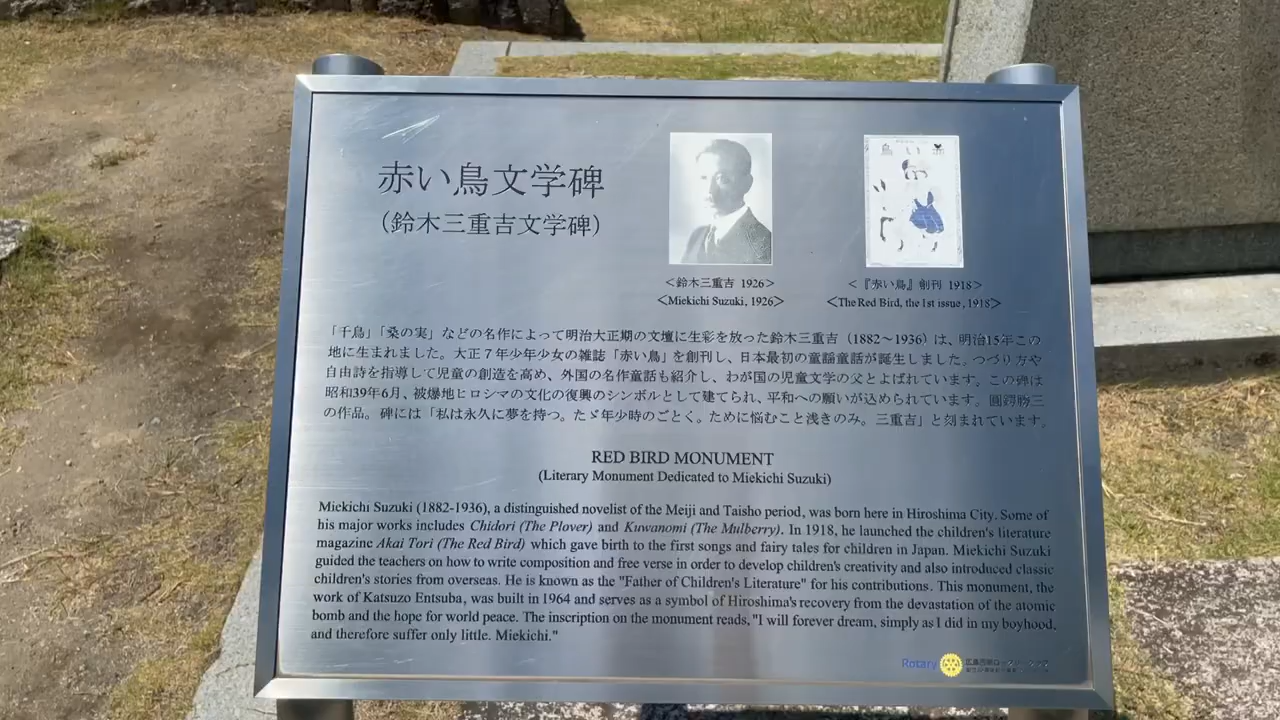 赤い鳥文学碑
（鈴木三重吉文学碑）
＜鈴木三重吉 1926＞
＜Miekichi Suzuki, 1926＞
鳥 い
＜『赤い鳥』創刊 1918＞
＜The Red Bird, the 1st issue, 1918＞
「千鳥」「桑の実」などの名作によって明治大正期の文壇に生彩を放った鈴木三重吉（1882～1936）は、明治15年この
地に生まれました。大正７年少年少女の雑誌「赤い鳥」を創刊し、日本最初の童謡童話が誕生しました。つづり方や
自由詩を指導して児童の創造を高め、外国の名作童話も紹介し、わが国の児童文学の父とよばれています。この碑は
昭和39年6月、被爆地ヒロシマの文化の復興のシンボルとして建てられ、平和への願いが込められています。圓鍔勝三
の作品。碑には「私は永久に夢を持つ。たゞ年少時のごとく。ために悩むこと浅きのみ。三重吉」と刻まれています。
RED BIRD MONUMENT
(Literary Monument Dedicated to Miekichi Suzuki)
Miekichi Suzuki (1882-1936), a distinguished novelist of the Meiji and Taisho period, was born here in Hiroshima City. Some of
his major works includes Chidori (The Plover) and Kuwanomi (The Mulberry). In 1918, he launched the children's literature
magazine Akai Tori (The Red Bird) which gave birth to the first songs and fairy tales for children in Japan. Miekichi Suzuki
guided the teachers on how to write composition and free verse in order to develop children's creativity and also introduced classic
children's stories from overseas. He is known as the "Father of Children's Literature" for his contributions. This monument, the
work of Katsuzo Entsuba, was built in 1964 and serves as a symbol of Hiroshima's recovery from the devastation of the atomic
bomb and the hope for world peace. The inscription on the monument reads, "I will forever dream, simply as I did in my boyhood,
and therefore suffer only little. Miekichi."
Rotary